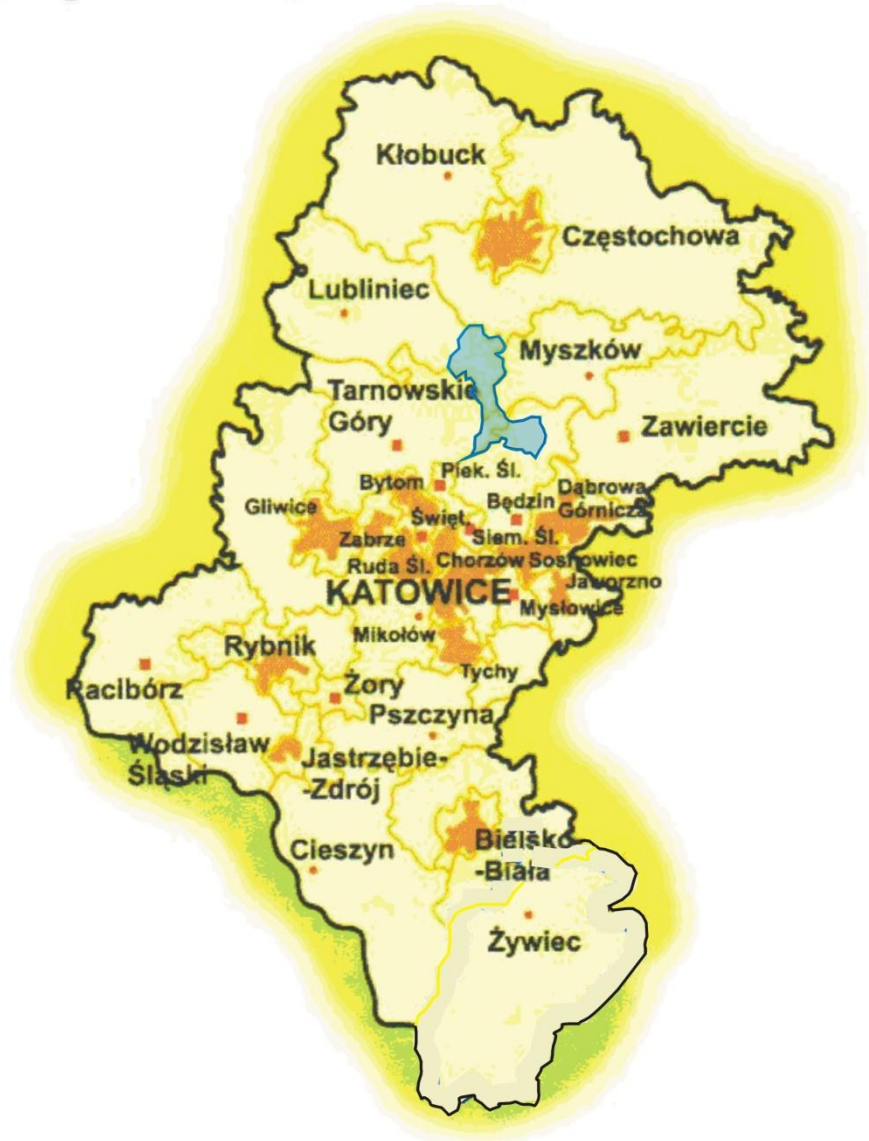 Kłobuck
Częstochowa
Lubliniec
Myszków
Tarnowskie
Góry
Zawiercie
Piek. Śl.
Bytom
Będzin
Dąbrowa
Górnicza
Gliwice
Święt.
Zabrze
Siem. Śl.
Ruda Śl.
Chorzów
Sosnowiec
Jaworzno
KATOWICE
Mysłowice
Mikołów
Rybnik
Tychy
Racibórz
Żory
Pszczyna
Wodzisław
Śląski
Jastrzębie-
-Zdrój
Cieszyn
Bielsko-
-Biała
Żywiec